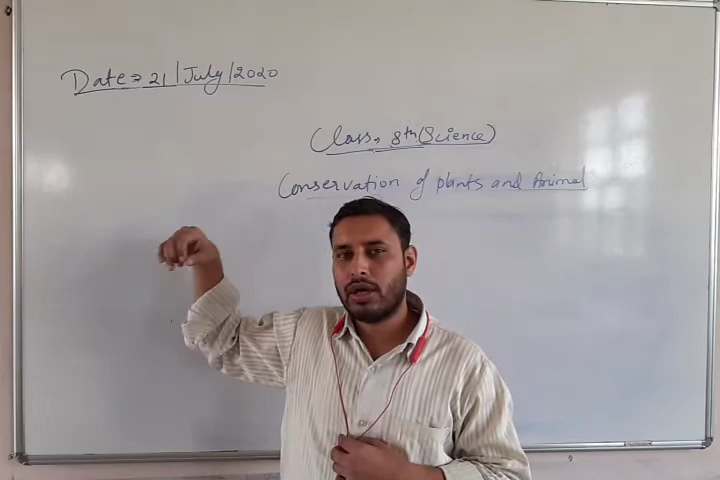 Date=> 21/July/2020
Class=> 8th(Science)
Conservation of plants and Animal